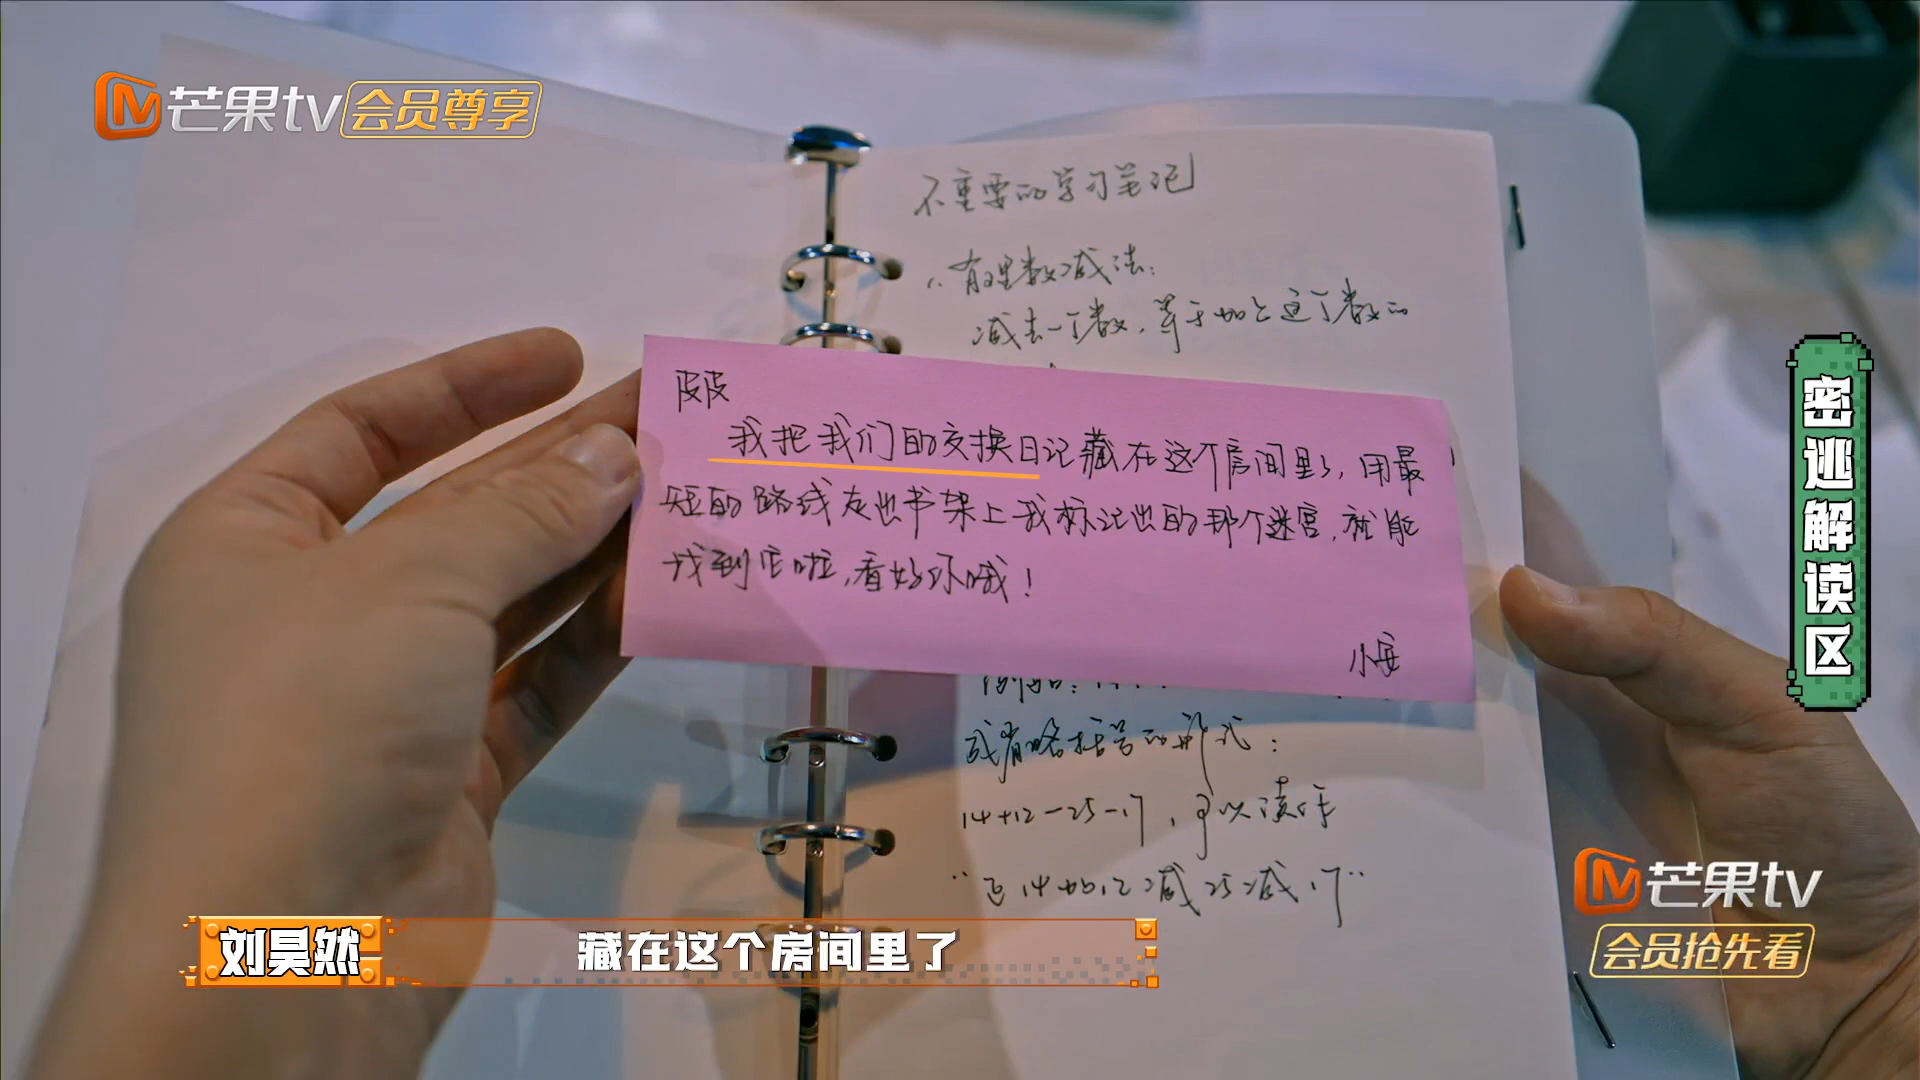 芒果tv会员尊享
不重要的学习笔记
1、有理数减法：
减去一个数，等于加上这个数的
皮皮
我把我们的交换日记藏在这个房间里了，用最
短的路线走出书架上我标记出的那个迷宫，就能
找到它啦，看好你哦！
小安
或省略括号的形式：
14+12-25-17，可以读作
“正14加12减25减17”
密逃解读区
芒果tv
会员抢先看
刘昊然
藏在这个房间里了